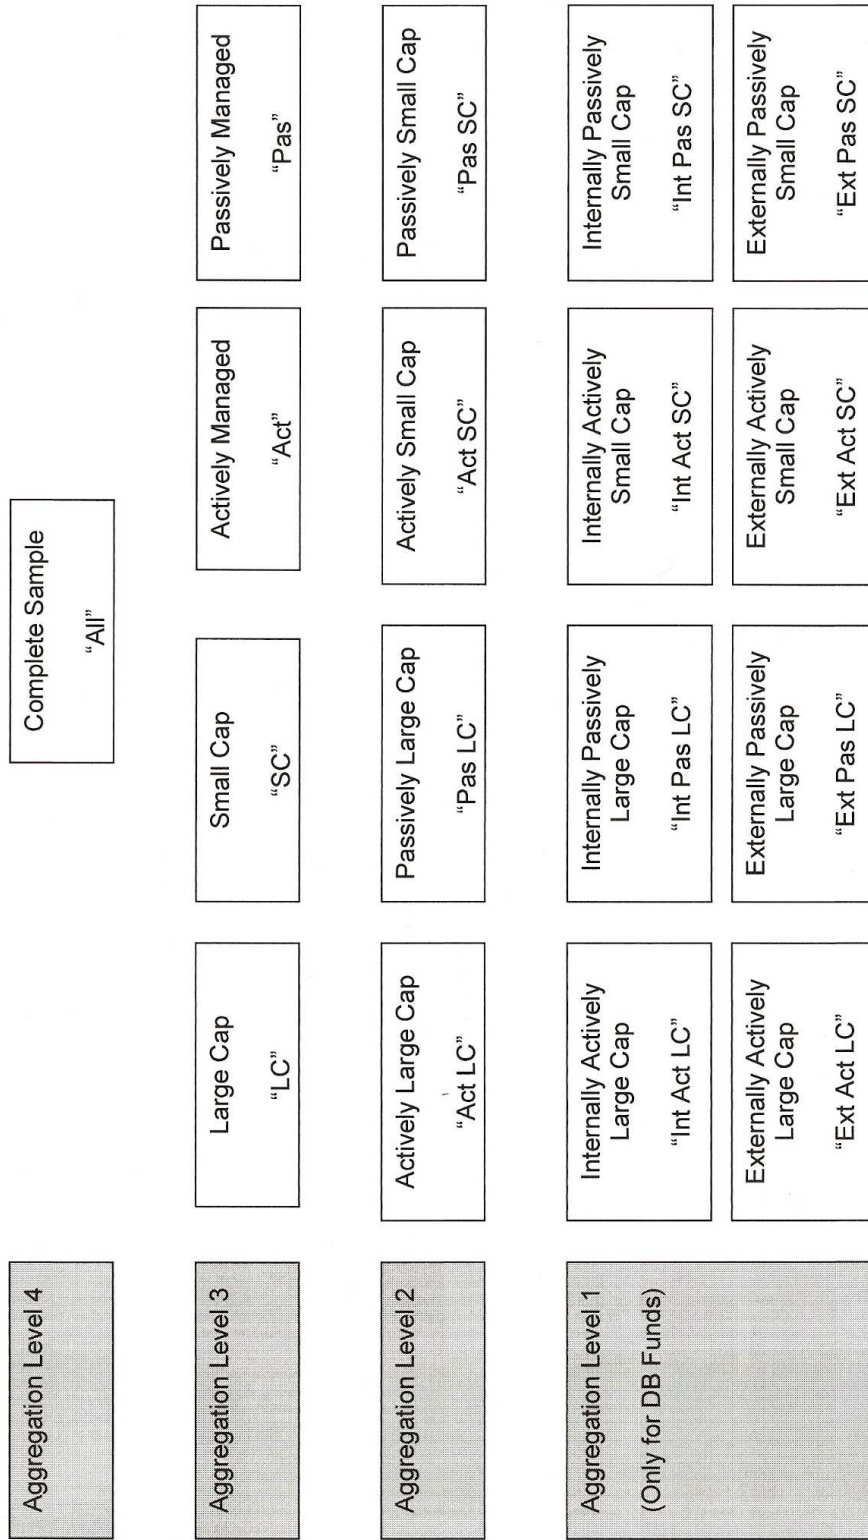 Aggregation Level 4
Complete Sample
“All”
Aggregation Level 3
Large Cap
“LC”
Small Cap
“SC”
Actively Managed
“Act”
Passively Managed
“Pas”
Aggregation Level 2
Actively Large Cap
“Act LC”
Passively Large Cap
“Pas LC”
Actively Small Cap
“Act SC”
Passively Small Cap
“Pas SC”
Aggregation Level 1
(Only for DB Funds)
Internally Actively
Large Cap
“Int Act LC”
Internally Passively
Large Cap
“Int Pas LC”
Internally Actively
Small Cap
“Int Act SC”
Internally Passively
Small Cap
“Int Pas SC”
Externally Actively
Large Cap
“Ext Act LC”
Externally Passively
Large Cap
“Ext Pas LC”
Externally Actively
Small Cap
“Ext Act SC”
Externally Passively
Small Cap
“Ext Pas SC”